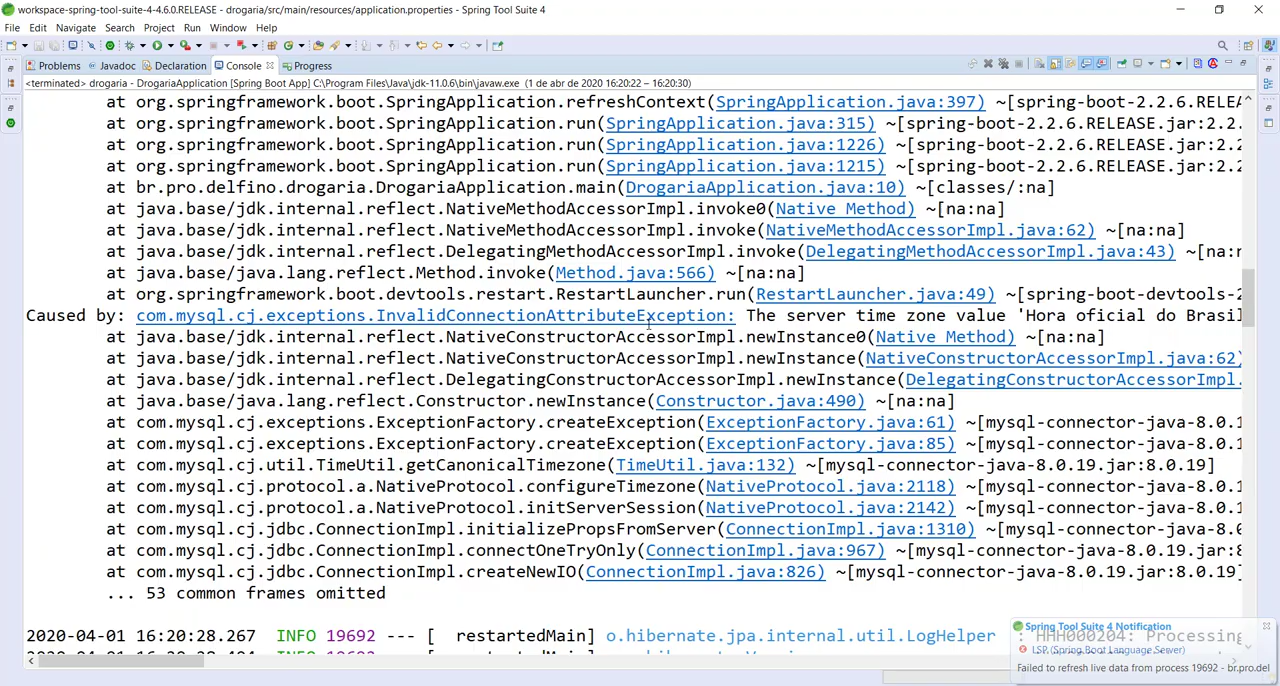 workspace-spring-tool-suite-4-4.6.0.RELEASE - drogaria/src/main/resources/application.properties - Spring Tool Suite 4
File Edit Navigate Search Project Run Window Help
Problems Javadoc Declaration Console Progress
<terminated> drogaria - DrogariaApplication [Spring Boot App] C:\Program Files\Java\jdk-11.0.6\bin\javaw.exe (1 de abr de 2020 16:20:22 – 16:20:30)
at org.springframework.boot.SpringApplication.refreshContext(SpringApplication.java:397) ~[spring-boot-2.2.6.RELEA
at org.springframework.boot.SpringApplication.run(SpringApplication.java:315) ~[spring-boot-2.2.6.RELEASE.jar:2.2.
at org.springframework.boot.SpringApplication.run(SpringApplication.java:1226) ~[spring-boot-2.2.6.RELEASE.jar:2.2
at org.springframework.boot.SpringApplication.run(SpringApplication.java:1215) ~[spring-boot-2.2.6.RELEASE.jar:2.2
at br.pro.delfino.drogaria.DrogariaApplication.main(DrogariaApplication.java:10) ~[classes/:na]
at java.base/jdk.internal.reflect.NativeMethodAccessorImpl.invoke0(Native Method) ~[na:na]
at java.base/jdk.internal.reflect.NativeMethodAccessorImpl.invoke(NativeMethodAccessorImpl.java:62) ~[na:na]
at java.base/jdk.internal.reflect.DelegatingMethodAccessorImpl.invoke(DelegatingMethodAccessorImpl.java:43) ~[na:n
at java.base/java.lang.reflect.Method.invoke(Method.java:566) ~[na:na]
at org.springframework.boot.devtools.restart.RestartLauncher.run(RestartLauncher.java:49) ~[spring-boot-devtools-2
Caused by: com.mysql.cj.exceptions.InvalidConnectionAttributeException: The server time zone value 'Hora oficial do Brasil
at java.base/jdk.internal.reflect.NativeConstructorAccessorImpl.newInstance0(Native Method) ~[na:na]
at java.base/jdk.internal.reflect.NativeConstructorAccessorImpl.newInstance(NativeConstructorAccessorImpl.java:62)
at java.base/jdk.internal.reflect.DelegatingConstructorAccessorImpl.newInstance(DelegatingConstructorAccessorImpl.
at java.base/java.lang.reflect.Constructor.newInstance(Constructor.java:490) ~[na:na]
at com.mysql.cj.exceptions.ExceptionFactory.createException(ExceptionFactory.java:61) ~[mysql-connector-java-8.0.1
at com.mysql.cj.exceptions.ExceptionFactory.createException(ExceptionFactory.java:85) ~[mysql-connector-java-8.0.1
at com.mysql.cj.util.TimeUtil.getCanonicalTimezone(TimeUtil.java:132) ~[mysql-connector-java-8.0.19.jar:8.0.19]
at com.mysql.cj.protocol.a.NativeProtocol.configureTimezone(NativeProtocol.java:2118) ~[mysql-connector-java-8.0.1
at com.mysql.cj.protocol.a.NativeProtocol.initServerSession(NativeProtocol.java:2142) ~[mysql-connector-java-8.0.1
at com.mysql.cj.jdbc.ConnectionImpl.initializePropsFromServer(ConnectionImpl.java:1310) ~[mysql-connector-java-8.0
at com.mysql.cj.jdbc.ConnectionImpl.connectOneTryOnly(ConnectionImpl.java:967) ~[mysql-connector-java-8.0.19.jar:8
at com.mysql.cj.jdbc.ConnectionImpl.createNewIO(ConnectionImpl.java:826) ~[mysql-connector-java-8.0.19.jar:8.0.19]
... 53 common frames omitted
2020-04-01 16:20:28.267 INFO 19692 --- [ restartedMain] o.hibernate.jpa.internal.util.LogHelper : HHH000204: Processing
Spring Tool Suite 4 Notification
LSP (Spring Boot Language Server)
Failed to refresh live data from process 19692 - br.pro.del